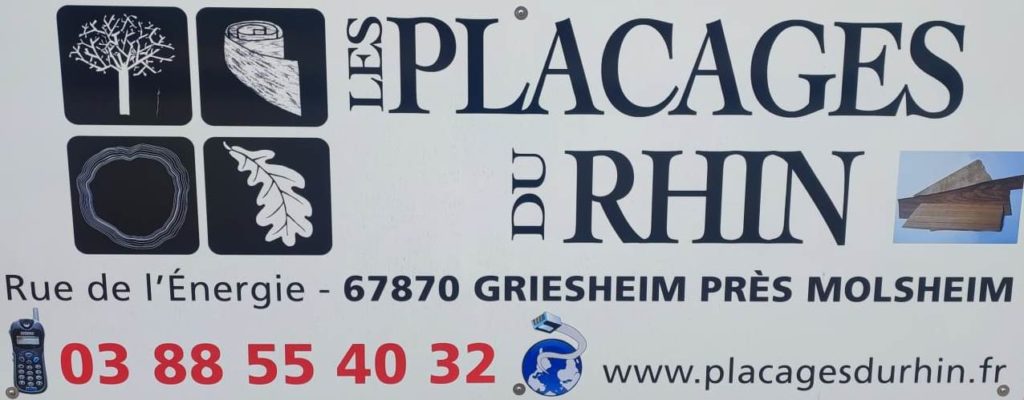 LES PLACAGES
DU RHIN
Rue de l'Énergie - 67870 GRIESHEIM PRÈS MOLSHEIM
03 88 55 40 32
www.placagesdurhin.fr